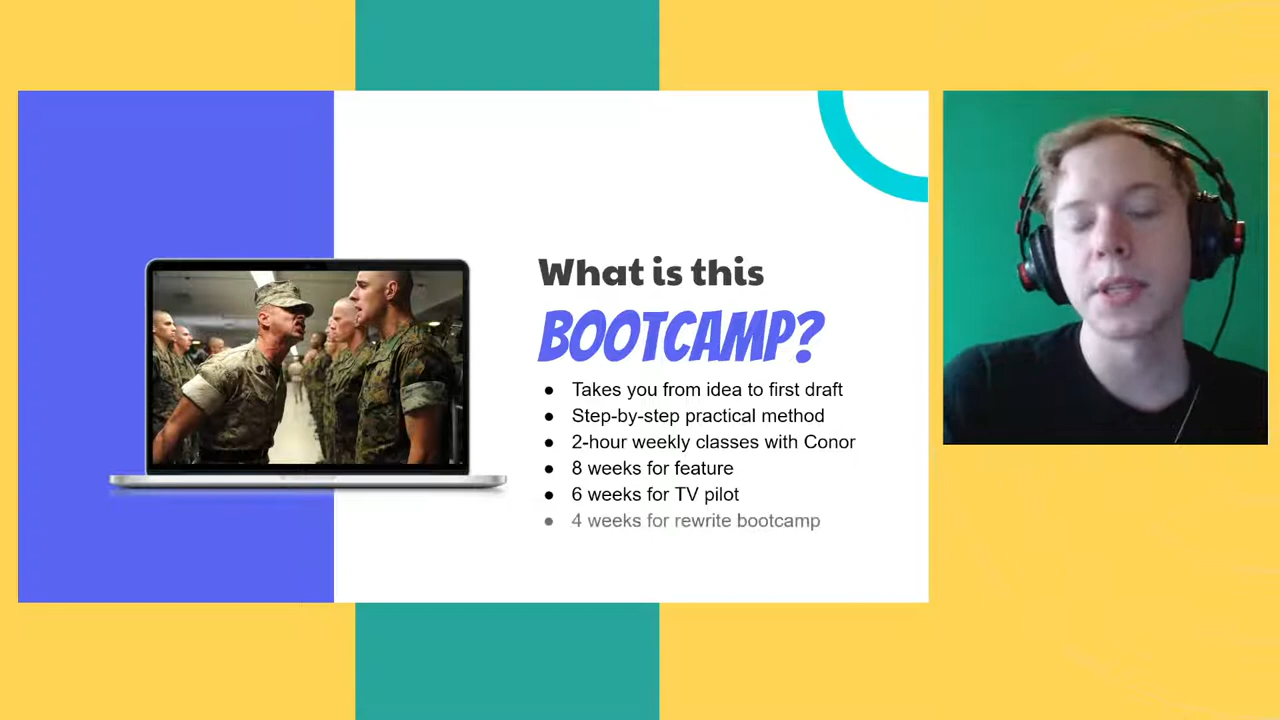 What is this
BOOTCAMP?
● Takes you from idea to first draft
● Step-by-step practical method
● 2-hour weekly classes with Conor
● 8 weeks for feature
● 6 weeks for TV pilot
● 4 weeks for rewrite bootcamp